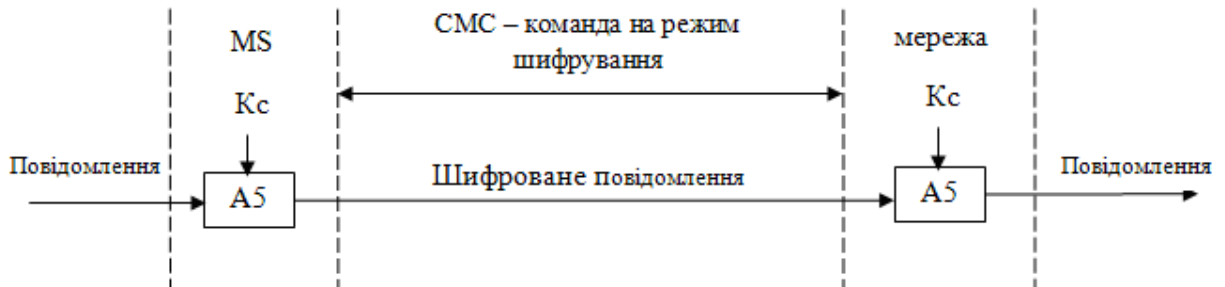 СМС – команда на режим
шифрування
MS
мережа
Кс
Кс
Повідомлення
А5
Шифроване повідомлення
А5
Повідомлення